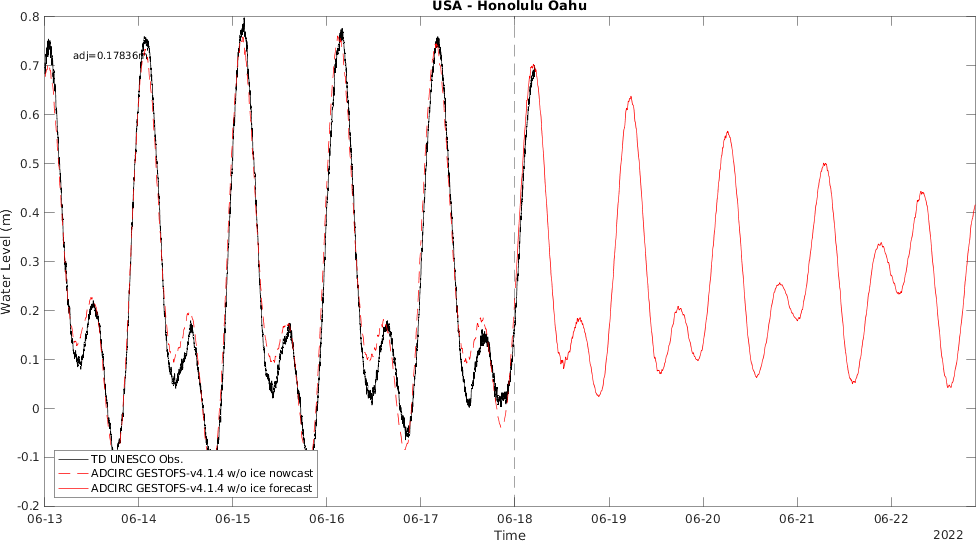 USA - Honolulu Oahu
adj=0.17836m
Water Level (m)
0.8
0.7
0.6
0.5
0.4
0.3
0.2
0.1
0
-0.1
-0.2
TD UNESCO Obs.
ADCIRC GESTOFS-v4.1.4 w/o ice nowcast
ADCIRC GESTOFS-v4.1.4 w/o ice forecast
06-13 06-14 06-15 06-16 06-17 06-18 06-19 06-20 06-21 06-22
Time
2022